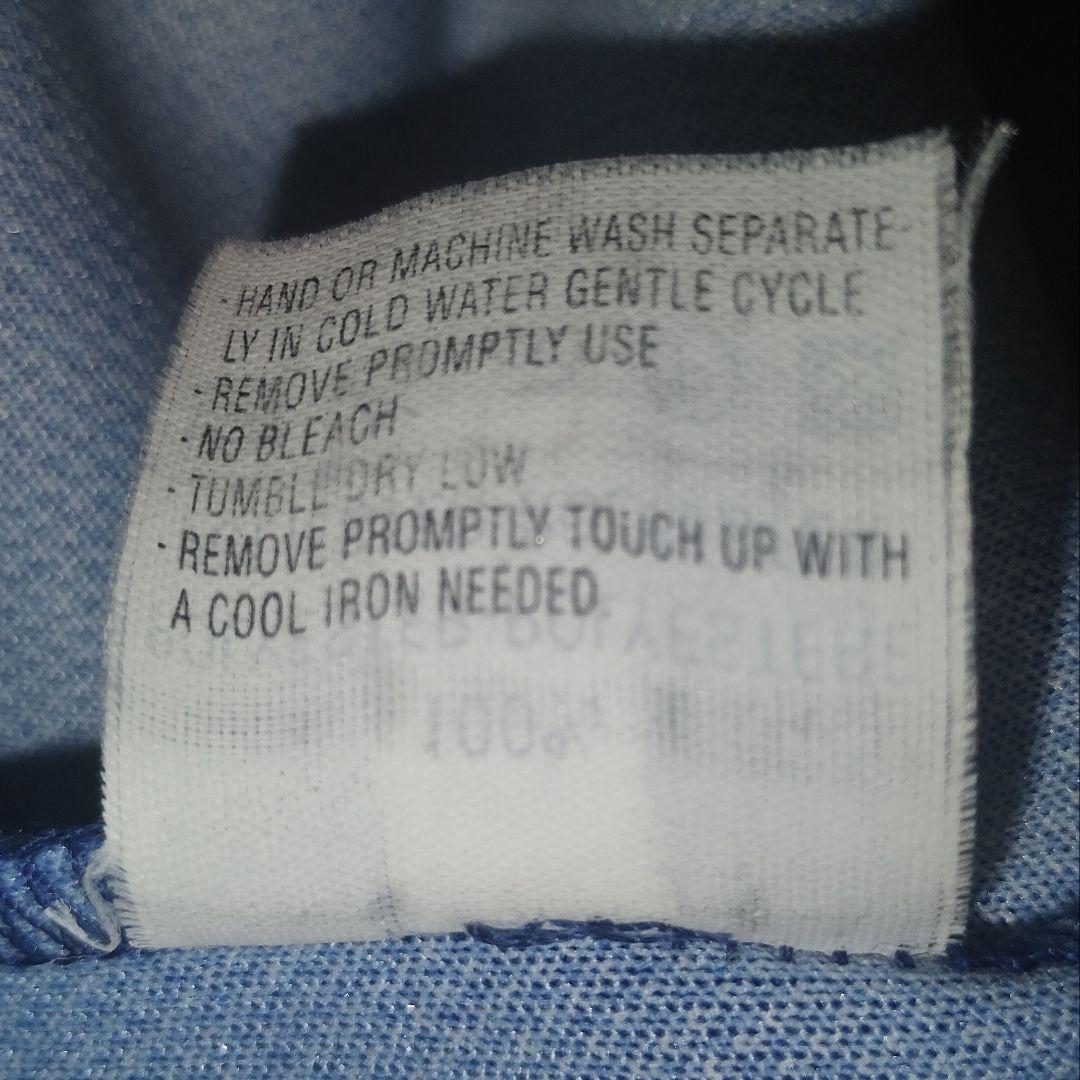 - HAND OR MACHINE WASH SEPARATE-
LY IN COLD WATER GENTLE CYCLE
- REMOVE PROMPTLY USE
- NO BLEACH
- TUMBLE DRY LOW
- REMOVE PROMPTLY TOUCH UP WITH
A COOL IRON NEEDED
100%